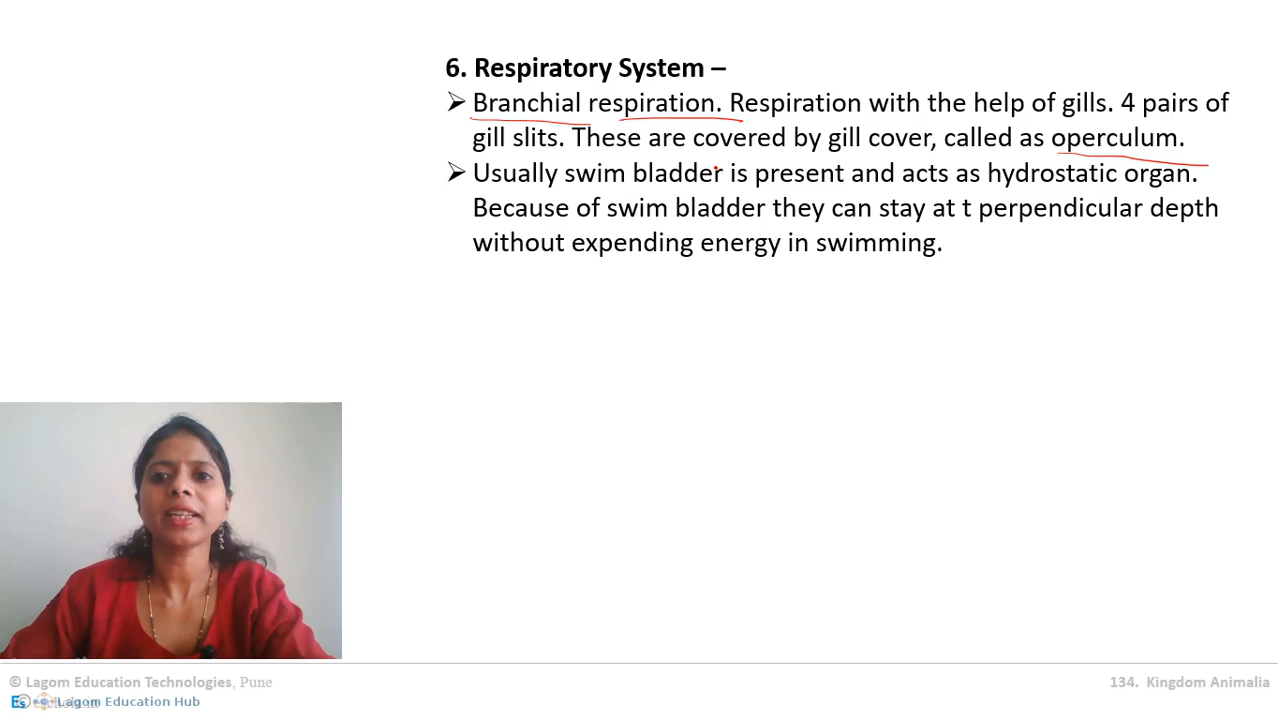 6. Respiratory System –
➢ Branchial respiration. Respiration with the help of gills. 4 pairs of
gill slits. These are covered by gill cover, called as operculum.
➢ Usually swim bladder is present and acts as hydrostatic organ.
Because of swim bladder they can stay at t perpendicular depth
without expending energy in swimming.
© Lagom Education Technologies, Pune
134. Kingdom Animalia
Lagom Education Hub